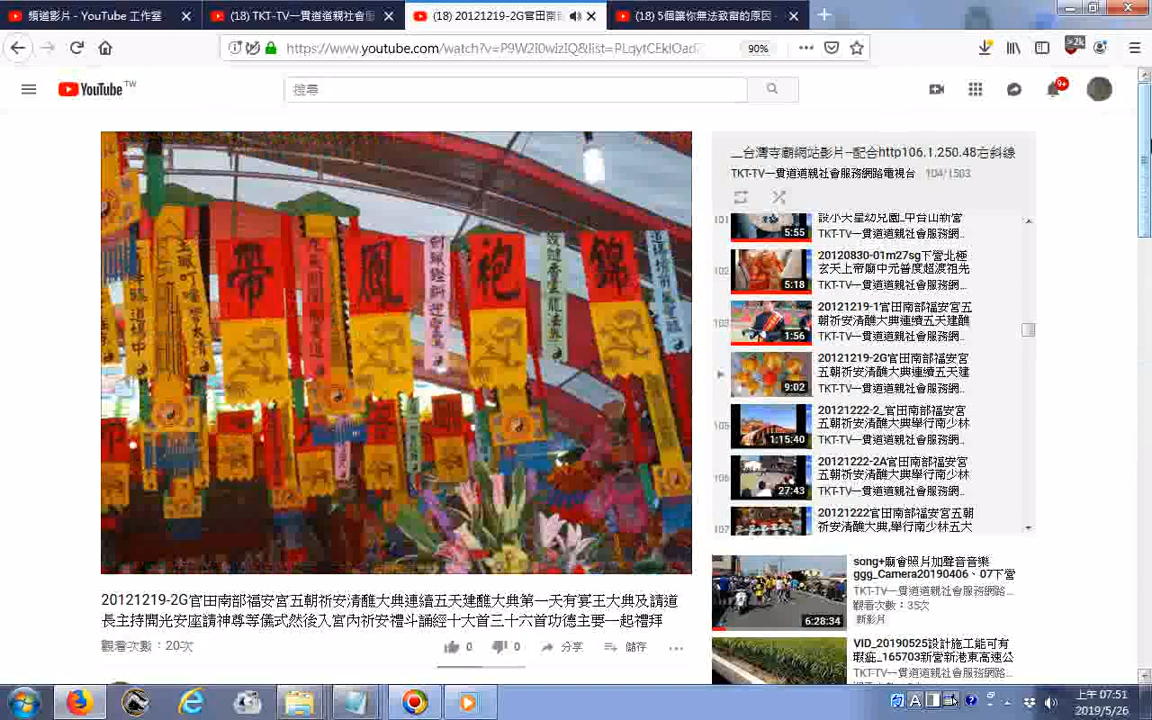 頻道影片 - YouTube 工作室
(18) TKT-TV一貫道道親社會
(18) 20121219-2G官田南
(18) 5個讓你無法致富的原因
https://www.youtube.com/watch?v=P9W2I0wizIQ&list=PLqytCEkIOad
90%
YouTube TW
搜尋
9+
帝 鳳 袍 錦
二台灣寺廟網站影片--配合http106.1.250.48右斜線
TKT-TV一貫道道親社會服務網路電視台 104/1503
101
設小天星幼兒園_中台山新營
TKT-TV一貫道道親社會服務網..
5:55
102
20120830-01m27sg下營北極
玄天上帝廟中元普度超渡祖先
TKT-TV一貫道道親社會服務網..
5:18
103
20121219-1官田南部福安宮五
朝祈安清醮大典連續五天建醮
TKT-TV一貫道道親社會服務網..
1:56
20121219-2G官田南部福安宮
五朝祈安清醮大典連續五天建
TKT-TV一貫道道親社會服務網..
9:02
105
20121222-2_官田南部福安宮
五朝祈安清醮大典舉行南少林
TKT-TV一貫道道親社會服務網..
1:15:40
106
20121222-2A官田南部福安宮
五朝祈安清醮大典舉行南少林
TKT-TV一貫道道親社會服務網..
27:43
107
20121222官田南部福安宮五朝
祈安清醮大典,舉行南少林五大
song+廟會照片加聲音音樂
ggg_Camera20190406、07下營
TKT-TV一貫道道親社會服務網路...
觀看次數：35次
新影片
6:28:34
VID_20190525設計施工能可有
瑕疵_165703新營新港東高速公
TKT-TV一貫道道親社會服務網路...
20121219-2G官田南部福安宮五朝祈安清醮大典連續五天建醮大典第一天有宴王大典及請道
長主持開光安座請神尊等儀式然後入宮內祈安禮斗誦經十大首三十六首功德主要一起禮拜
觀看次數：20次
0
0
分享
儲存
上午 07:51
2019/5/26